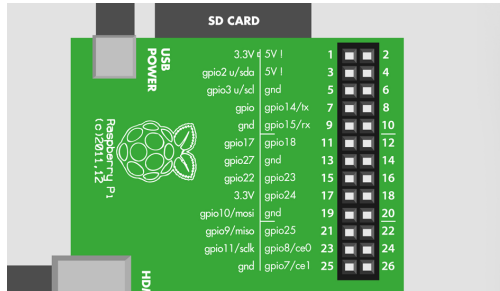 SD CARD
USB
POWER
3.3V 5V ! 1 2
gpio2 u/sda 5V ! 3 4
gpio3 u/scl gnd 5 6
gpio gpio14/tx 7 8
gnd gpio15/rx 9 10
gpio17 gpio18 11 12
gpio27 gnd 13 14
gpio22 gpio23 15 16
3.3V gpio24 17 18
gpio10/mosi gnd 19 20
gpio9/miso gpio25 21 22
gpio11/sclk gpio8/ce0 23 24
gnd gpio7/ce1 25 26
Raspberry Pi
(c)2011,12